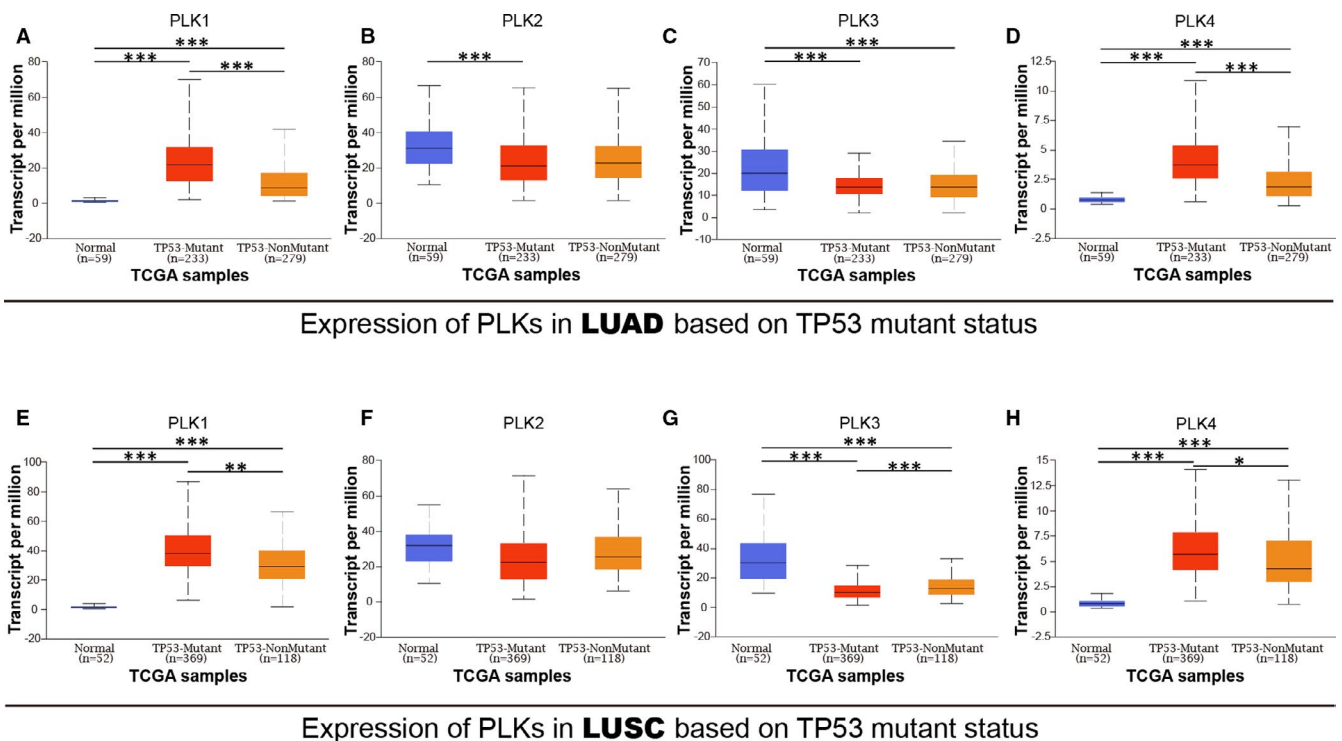 PLK1 PLK2 PLK3 PLK4
A B C D
*** *** ***
***
*** ***
*** *** ***
Transcript per million
80
60
40
20
0
-20
Normal (n=59)
TP53-Mutant (n=233)
TP53-NonMutant (n=279)
TCGA samples
Transcript per million
80
60
40
20
0
-20
Normal (n=59)
TP53-Mutant (n=233)
TP53-NonMutant (n=279)
TCGA samples
Transcript per million
70
60
50
40
30
20
10
0
-10
Normal (n=59)
TP53-Mutant (n=233)
TP53-NonMutant (n=279)
TCGA samples
Transcript per million
12.5
10
7.5
5
2.5
0
-2.5
Normal (n=59)
TP53-Mutant (n=233)
TP53-NonMutant (n=279)
TCGA samples
Expression of PLKs in LUAD based on TP53 mutant status
E F G H
PLK1 PLK2 PLK3 PLK4
*** *** **
*** *** ***
*** *** *
Transcript per million
100
80
60
40
20
0
-20
Normal (n=52)
TP53-Mutant (n=369)
TP53-NonMutant (n=118)
TCGA samples
Transcript per million
80
60
40
20
0
-20
Normal (n=52)
TP53-Mutant (n=369)
TP53-NonMutant (n=118)
TCGA samples
Transcript per million
100
80
60
40
20
0
-20
Normal (n=52)
TP53-Mutant (n=369)
TP53-NonMutant (n=118)
TCGA samples
Transcript per million
15
12.5
10
7.5
5
2.5
0
-2.5
Normal (n=52)
TP53-Mutant (n=369)
TP53-NonMutant (n=118)
TCGA samples
Expression of PLKs in LUSC based on TP53 mutant status